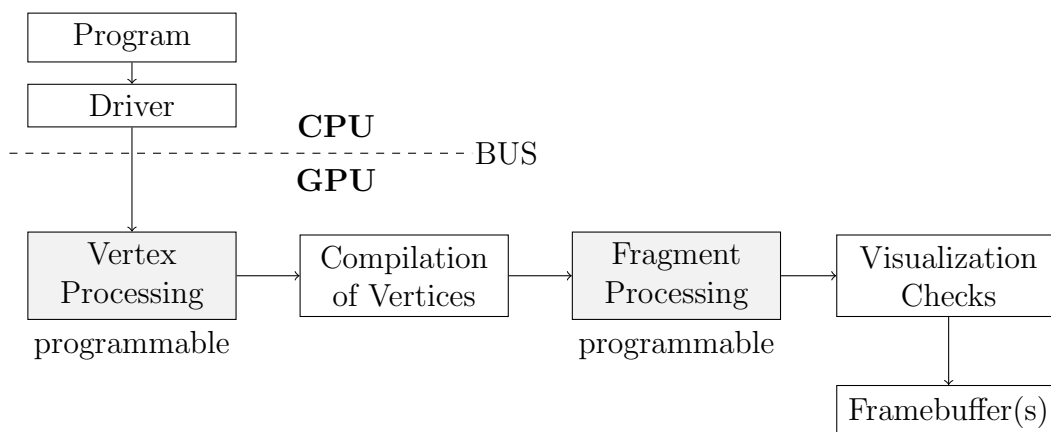 Program
Driver
CPU
BUS
GPU
Vertex
Processing
programmable
Compilation
of Vertices
Fragment
Processing
programmable
Visualization
Checks
Framebuffer(s)